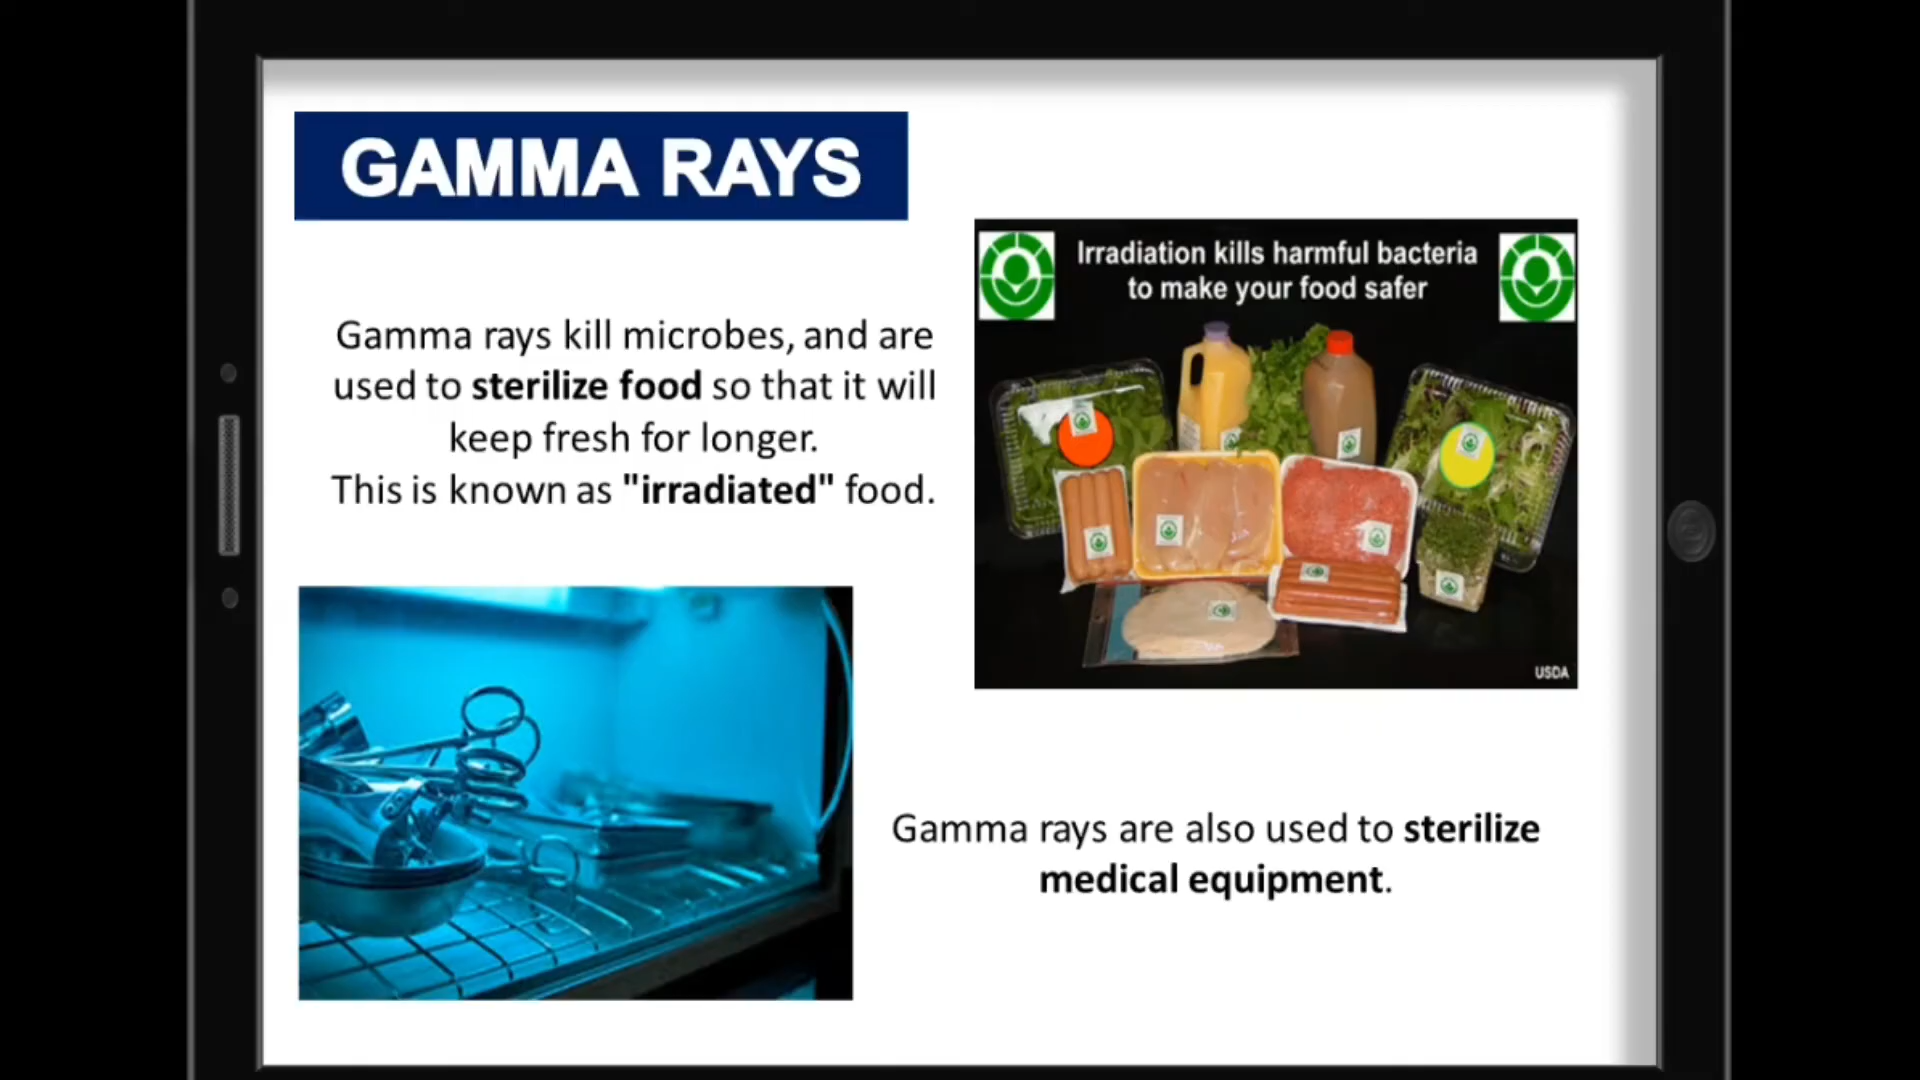 GAMMA RAYS
Gamma rays kill microbes, and are
used to sterilize food so that it will
keep fresh for longer.
This is known as "irradiated" food.
Irradiation kills harmful bacteria
to make your food safer
USDA
Gamma rays are also used to sterilize
medical equipment.